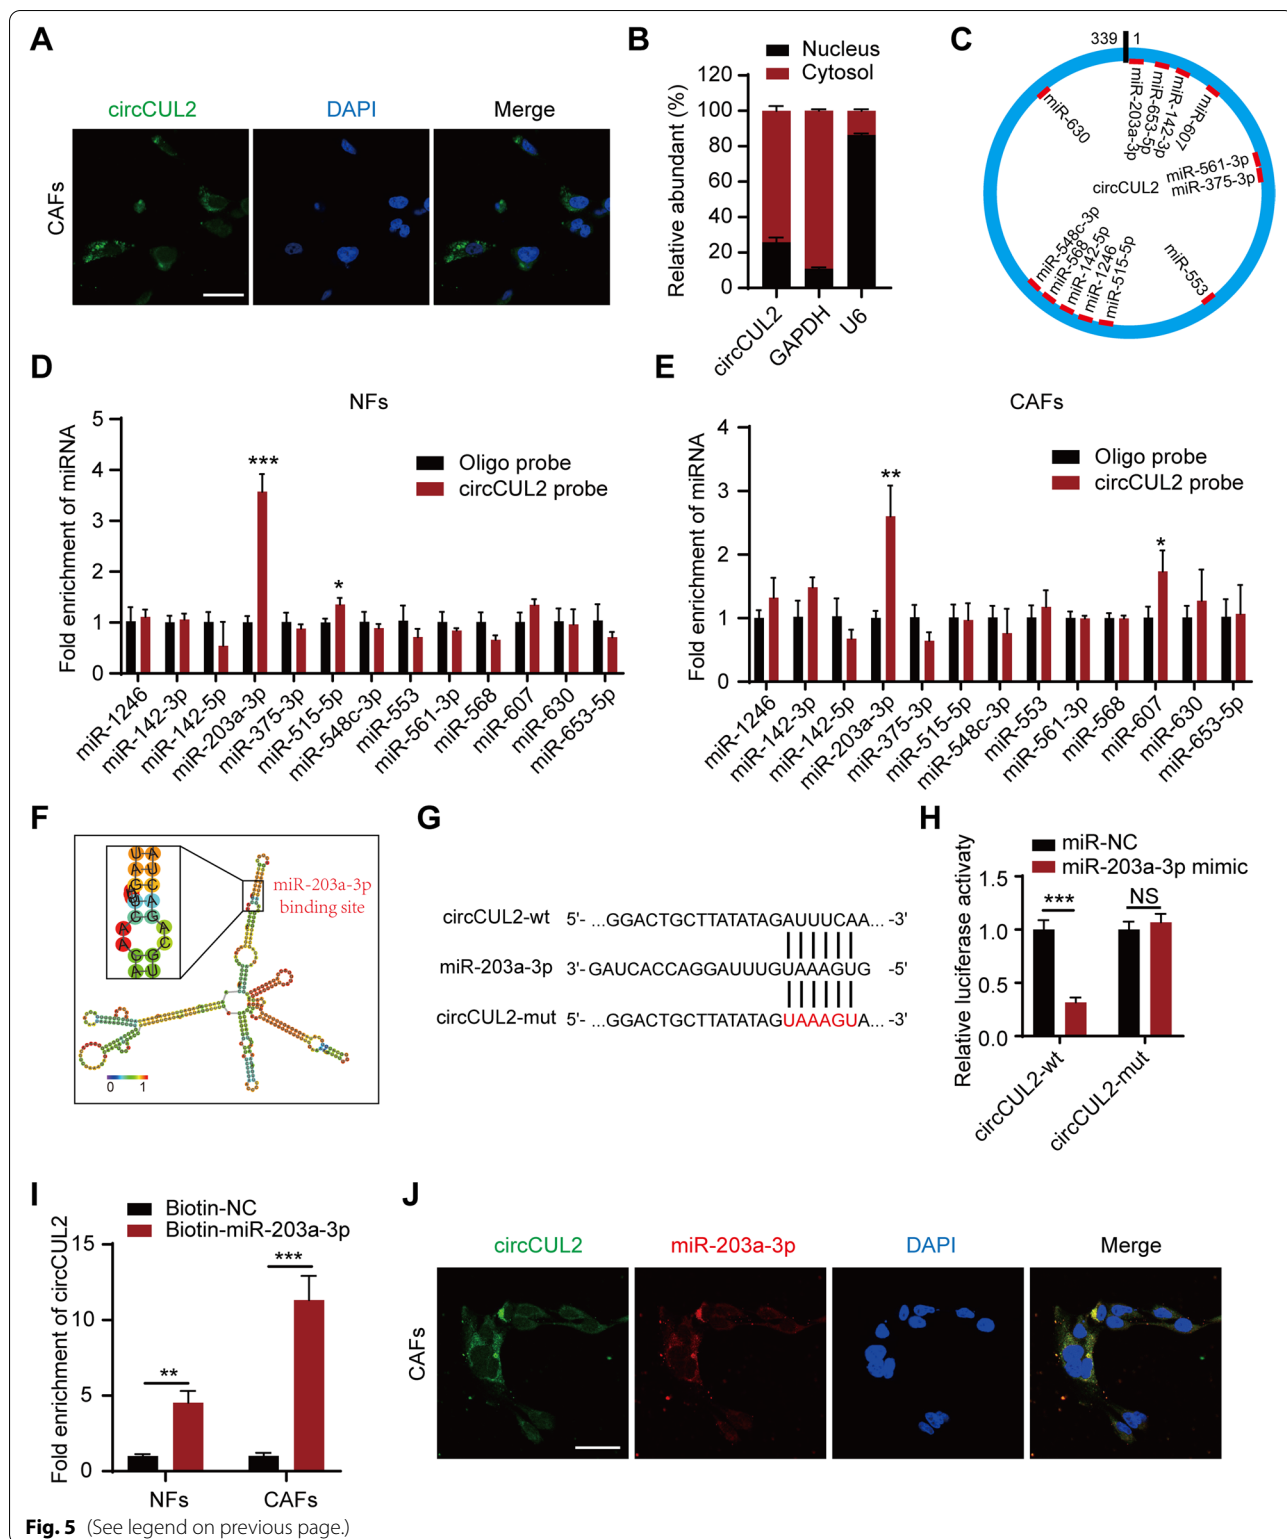 A
circCUL2
DAPI
Merge
CAFs
B
Nucleus
Cytosol
Relative abundant (%)
120
100
80
60
40
20
0
circCUL2
GAPDH
U6
C
339
1
miR-203a-3p
miR-653-5p
miR-142-3p
miR-607
miR-561-3p
miR-375-3p
miR-630
circCUL2
miR-548c-3p
miR-568
miR-142-5p
miR-1246
miR-515-5p
miR-553
D
NFs
Fold enrichment of miRNA
5
4
3
2
1
0
***
*
Oligo probe
circCUL2 probe
miR-1246
miR-142-3p
miR-142-5p
miR-203a-3p
miR-375-3p
miR-515-5p
miR-548c-3p
miR-553
miR-561-3p
miR-568
miR-607
miR-630
miR-653-5p
E
CAFs
Fold enrichment of miRNA
4
3
2
1
0
**
*
Oligo probe
circCUL2 probe
miR-1246
miR-142-3p
miR-142-5p
miR-203a-3p
miR-375-3p
miR-515-5p
miR-548c-3p
miR-553
miR-561-3p
miR-568
miR-607
miR-630
miR-653-5p
F
miR-203a-3p
binding site
0 1
G
circCUL2-wt 5'- ...GGACTGCTTATATAGAUUUCAA... -3'
miR-203a-3p 3'-GAUCACCAGGAUUUGUAAAGUG -5'
circCUL2-mut 5'- ...GGACTGCTTATATAGUAAAGUA... -3'
H
miR-NC
miR-203a-3p mimic
Relative luciferase activaty
1.5
1.0
0.5
0.0
***
NS
circCUL2-wt
circCUL2-mut
I
Biotin-NC
Biotin-miR-203a-3p
Fold enrichment of circCUL2
15
10
5
0
**
***
NFs
CAFs
J
circCUL2
miR-203a-3p
DAPI
Merge
CAFs
Fig. 5 (See legend on previous page.)